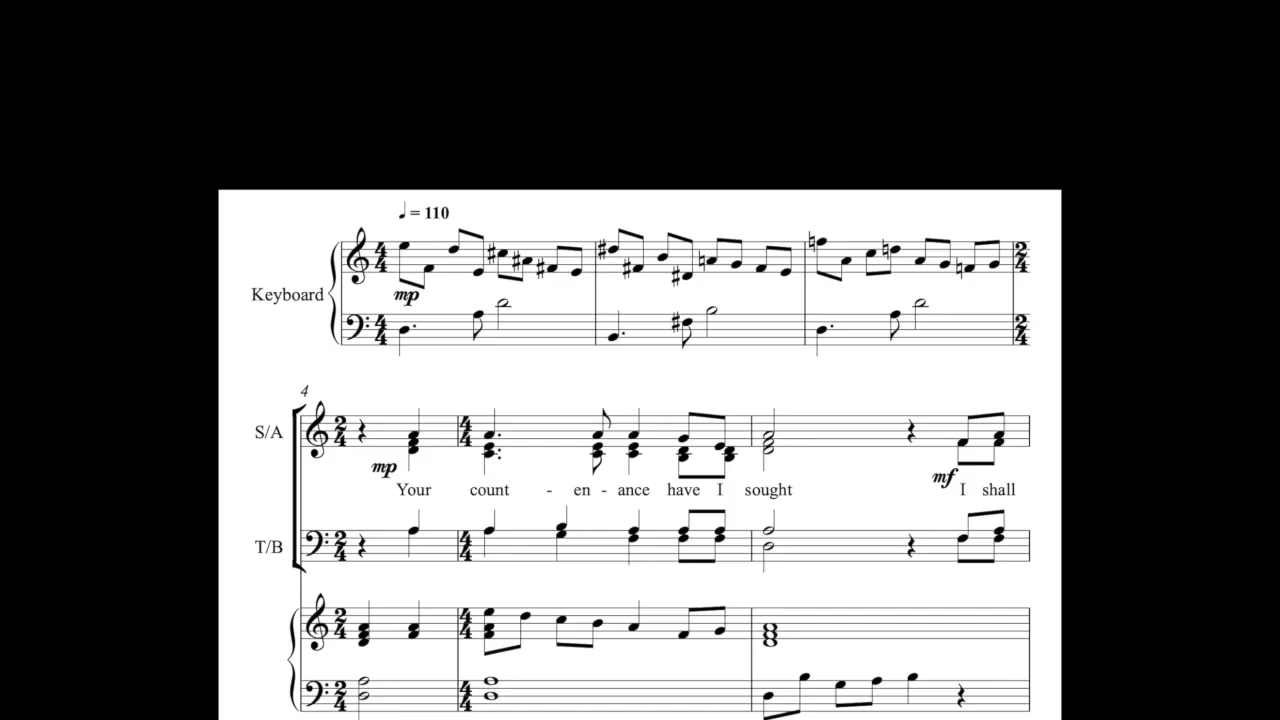 ♩ = 110
Keyboard
mp
4
S/A
mp
mf
Your count - en - ance have I sought I shall
T/B